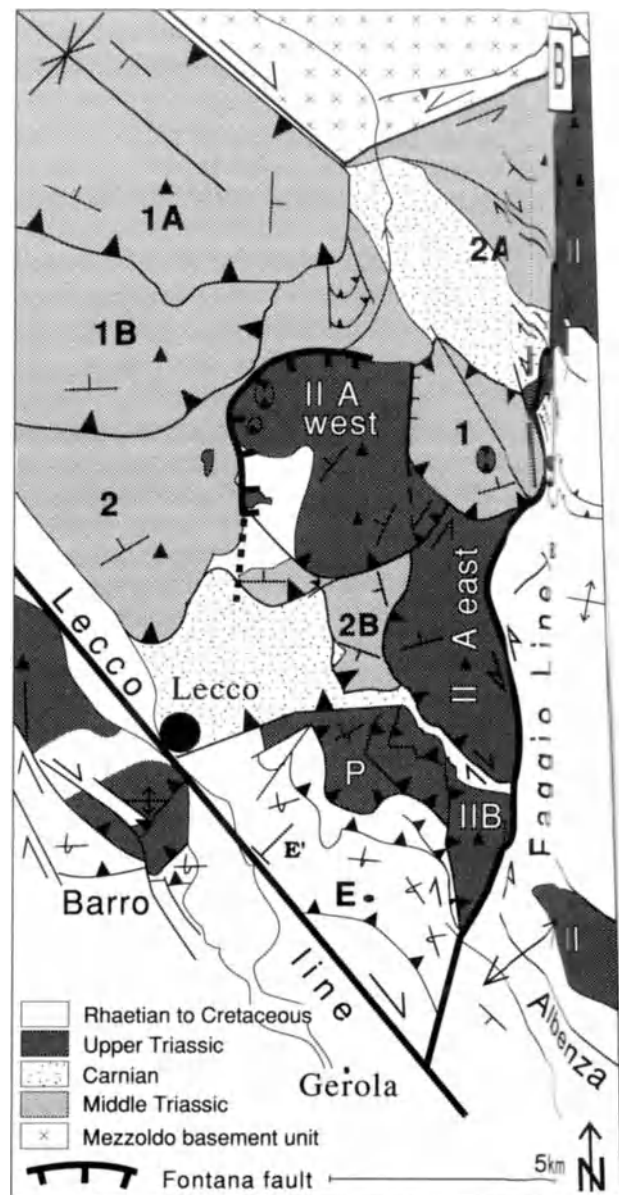 B
1A
2A
II
1B
II A
west
1
2
II A east
2B
Lecco
Lecco
P
IIB
Faggio Line
E'
E
II
Barro
line
Albenza
Gerola
Rhaetian to Cretaceous
Upper Triassic
Carnian
Middle Triassic
Mezzoldo basement unit
Fontana fault
5km
N